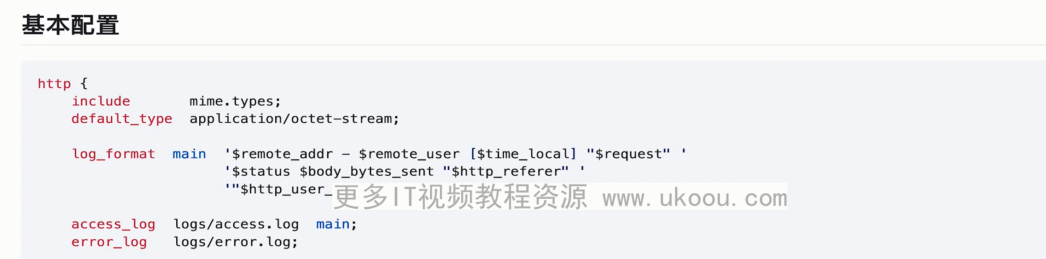 基本配置
http {
    include       mime.types;
    default_type  application/octet-stream;

    log_format  main  '$remote_addr - $remote_user [$time_local] "$request" '
                      '$status $body_bytes_sent "$http_referer" '
                      '"$http_user_
更多IT视频教程资源 www.ukoou.com

    access_log  logs/access.log  main;
    error_log   logs/error.log;